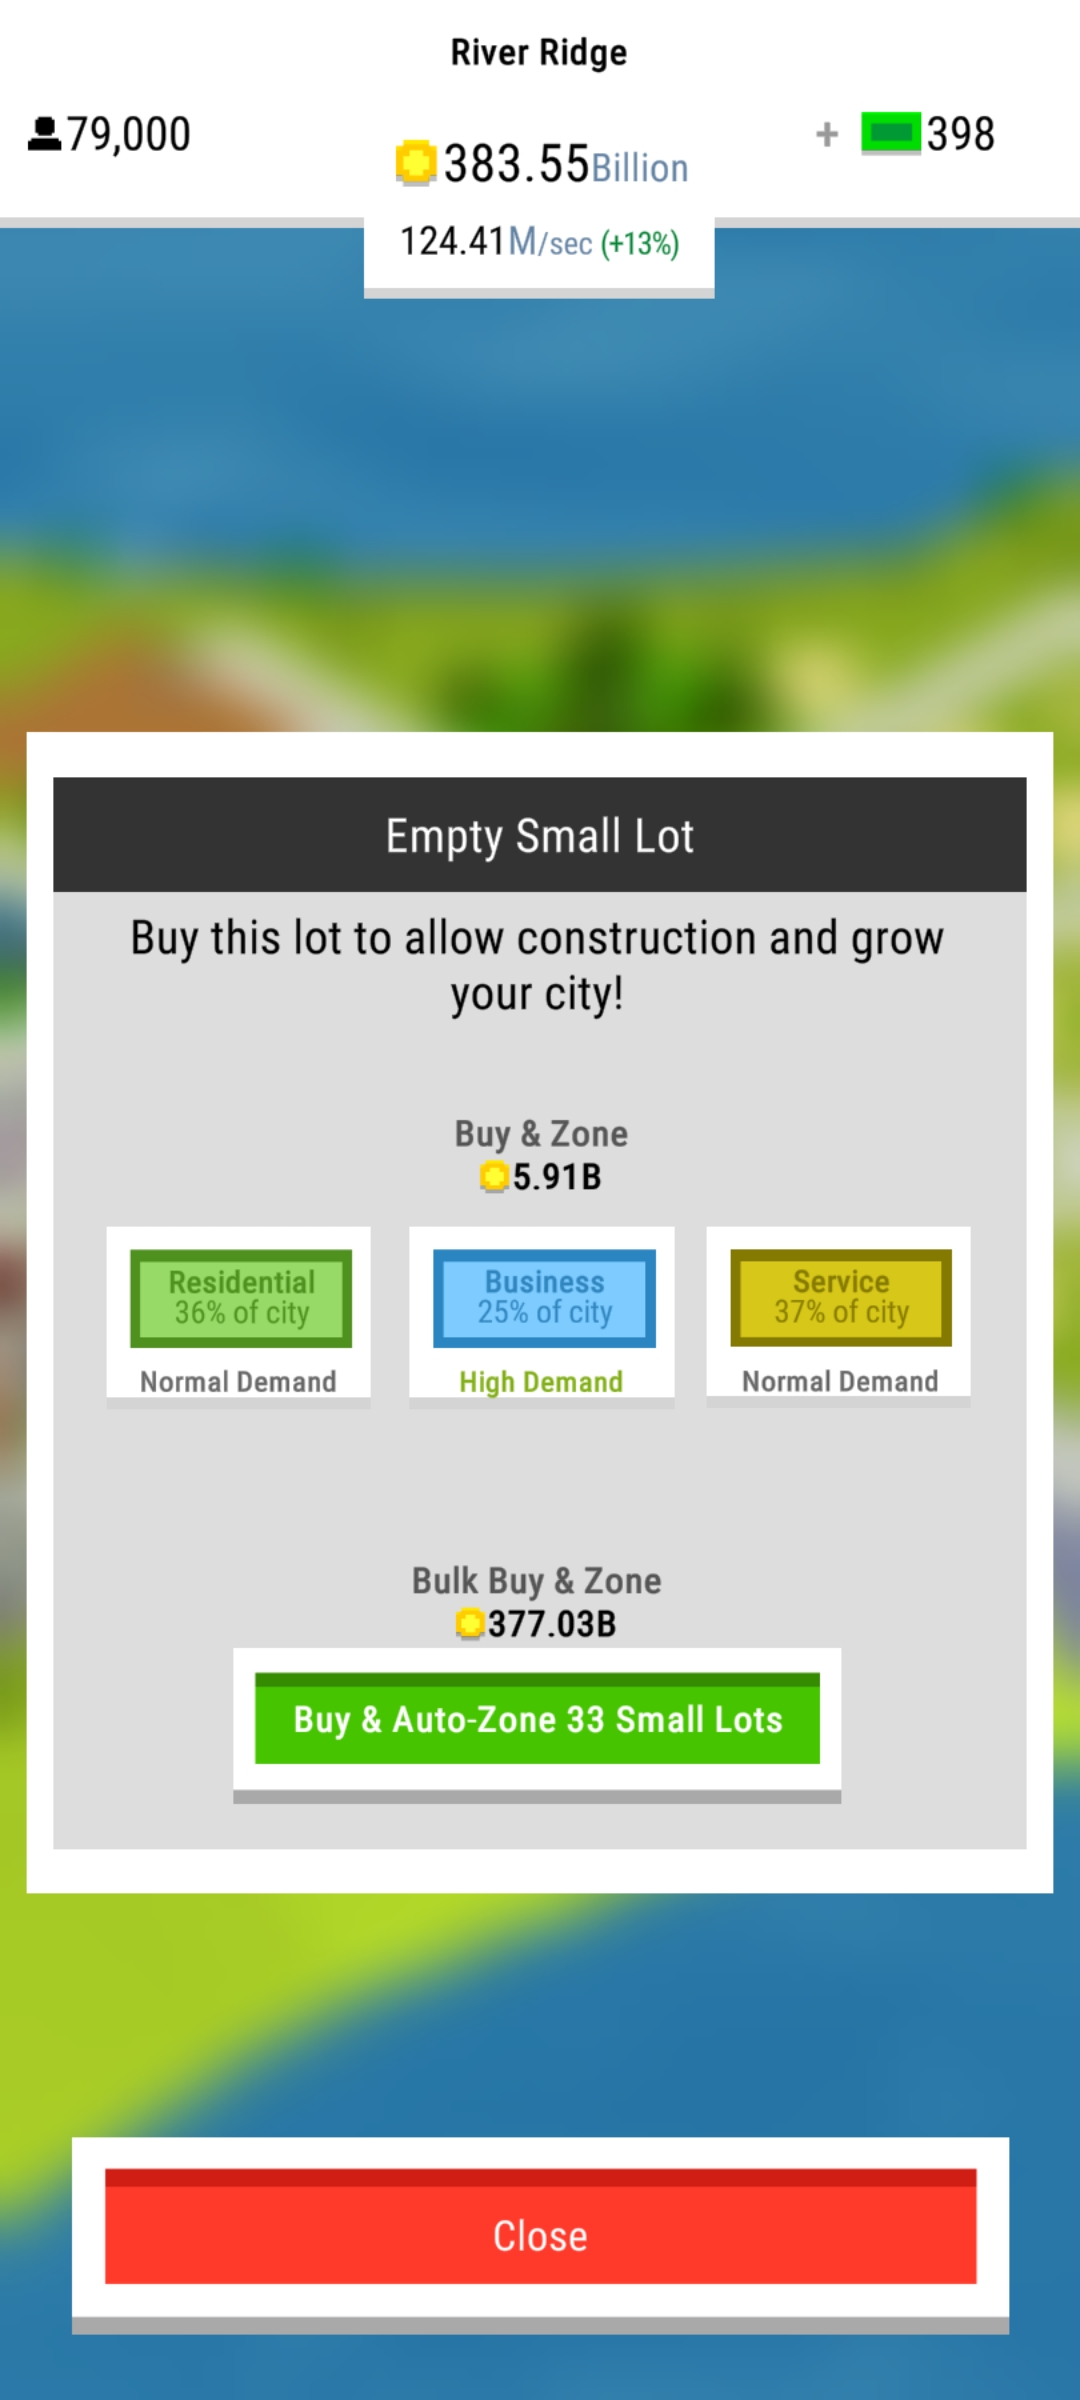 River Ridge
79,000
+ 398
383.55Billion
124.41M/sec (+13%)
Empty Small Lot
Buy this lot to allow construction and grow
your city!
Buy & Zone
5.91B
Residential
36% of city
Normal Demand
Business
25% of city
High Demand
Service
37% of city
Normal Demand
Bulk Buy & Zone
377.03B
Buy & Auto-Zone 33 Small Lots
Close